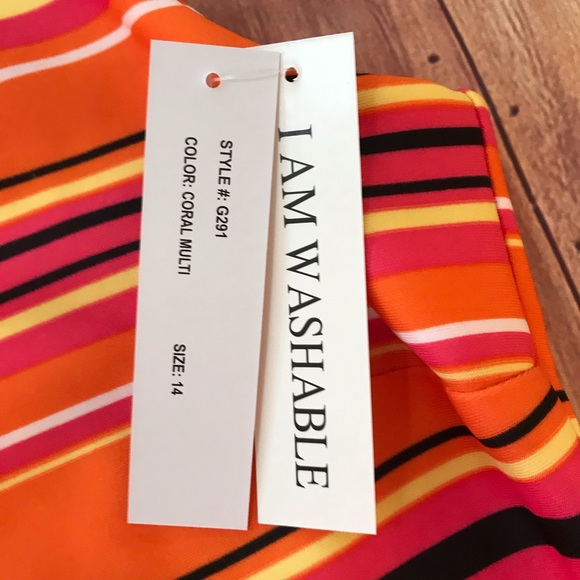 STYLE #: G291
COLOR: CORAL MULTI
SIZE: 14
I AM WASHABLE